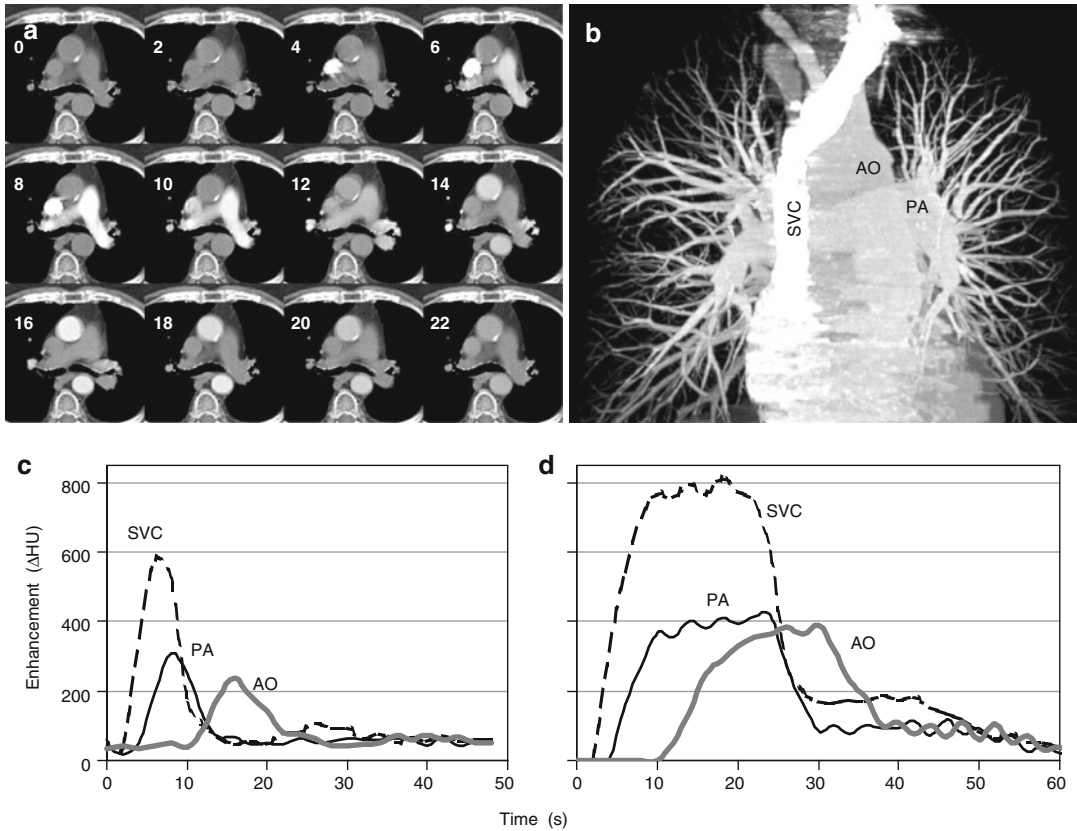 a
0 2 4 6
8 10 12 14
16 18 20 22
b
AO
PA
SVC
c
800
600
400
200
0
Enhancement (ΔHU)
SVC
PA
AO
0 10 20 30 40 50
d
SVC
PA
AO
0 10 20 30 40 50 60
Time (s)